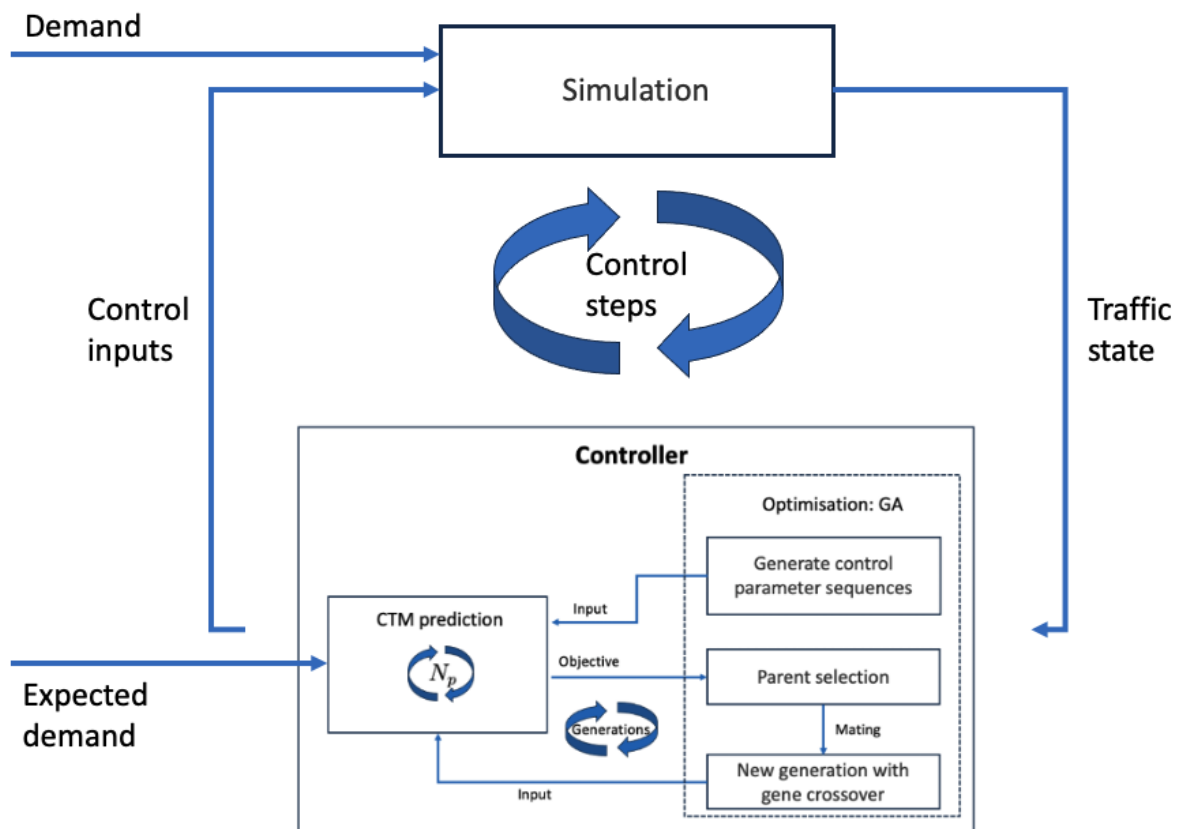 Demand
Simulation
Control
steps
Control
inputs
Traffic
state
Controller
Optimisation: GA
Generate control
parameter sequences
Input
CTM prediction
N_p
Objective
Parent selection
Generations
Mating
Expected
demand
New generation with
gene crossover
Input